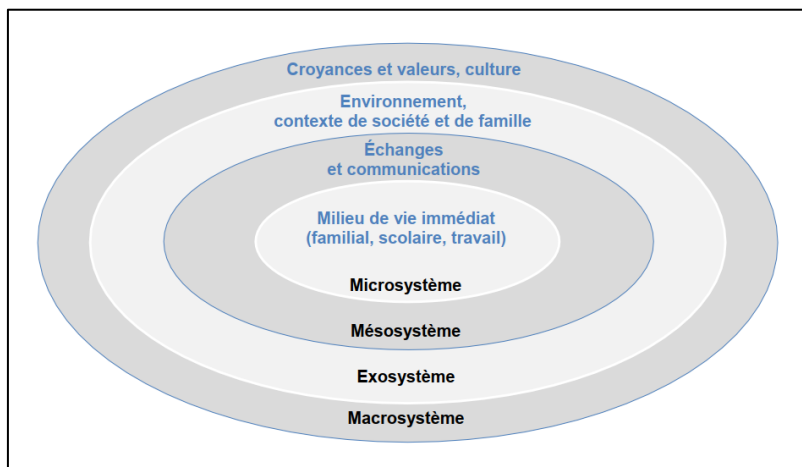 Croyances et valeurs, culture
Environnement,
contexte de société et de famille
Échanges
et communications
Milieu de vie immédiat
(familial, scolaire, travail)
Microsystème
Mésosystème
Exosystème
Macrosystème